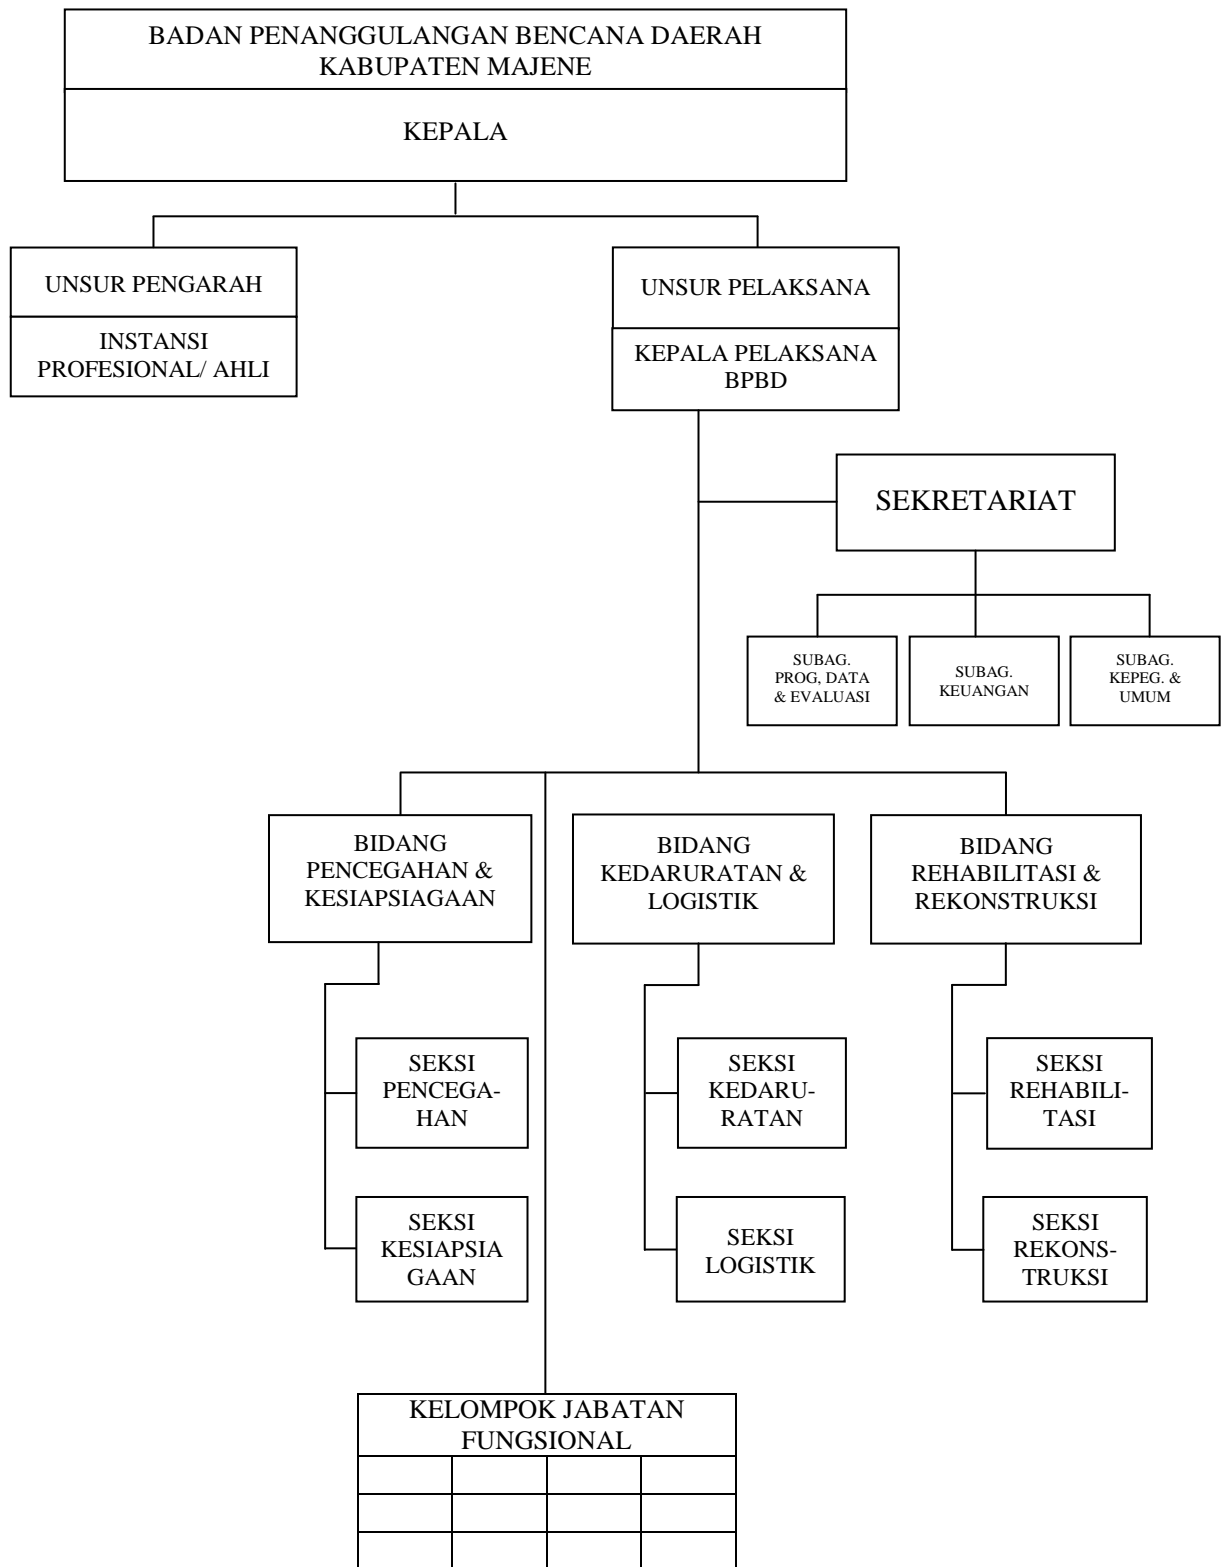 BADAN PENANGGULANGAN BENCANA DAERAH
KABUPATEN MAJENE
KEPALA
UNSUR PENGARAH
INSTANSI
PROFESIONAL/ AHLI
UNSUR PELAKSANA
KEPALA PELAKSANA
BPBD
SEKRETARIAT
SUBAG.
PROG, DATA
& EVALUASI
SUBAG.
KEUANGAN
SUBAG.
KEPEG. &
UMUM
BIDANG
PENCEGAHAN &
KESIAPSIAGAAN
BIDANG
KEDARURATAN &
LOGISTIK
BIDANG
REHABILITASI &
REKONSTRUKSI
SEKSI
PENCEGA-
HAN
SEKSI
KEDARU-
RATAN
SEKSI
REHABILI-
TASI
SEKSI
KESIAPSIA
GAAN
SEKSI
LOGISTIK
SEKSI
REKONS-
TRUKSI
KELOMPOK JABATAN
FUNGSIONAL